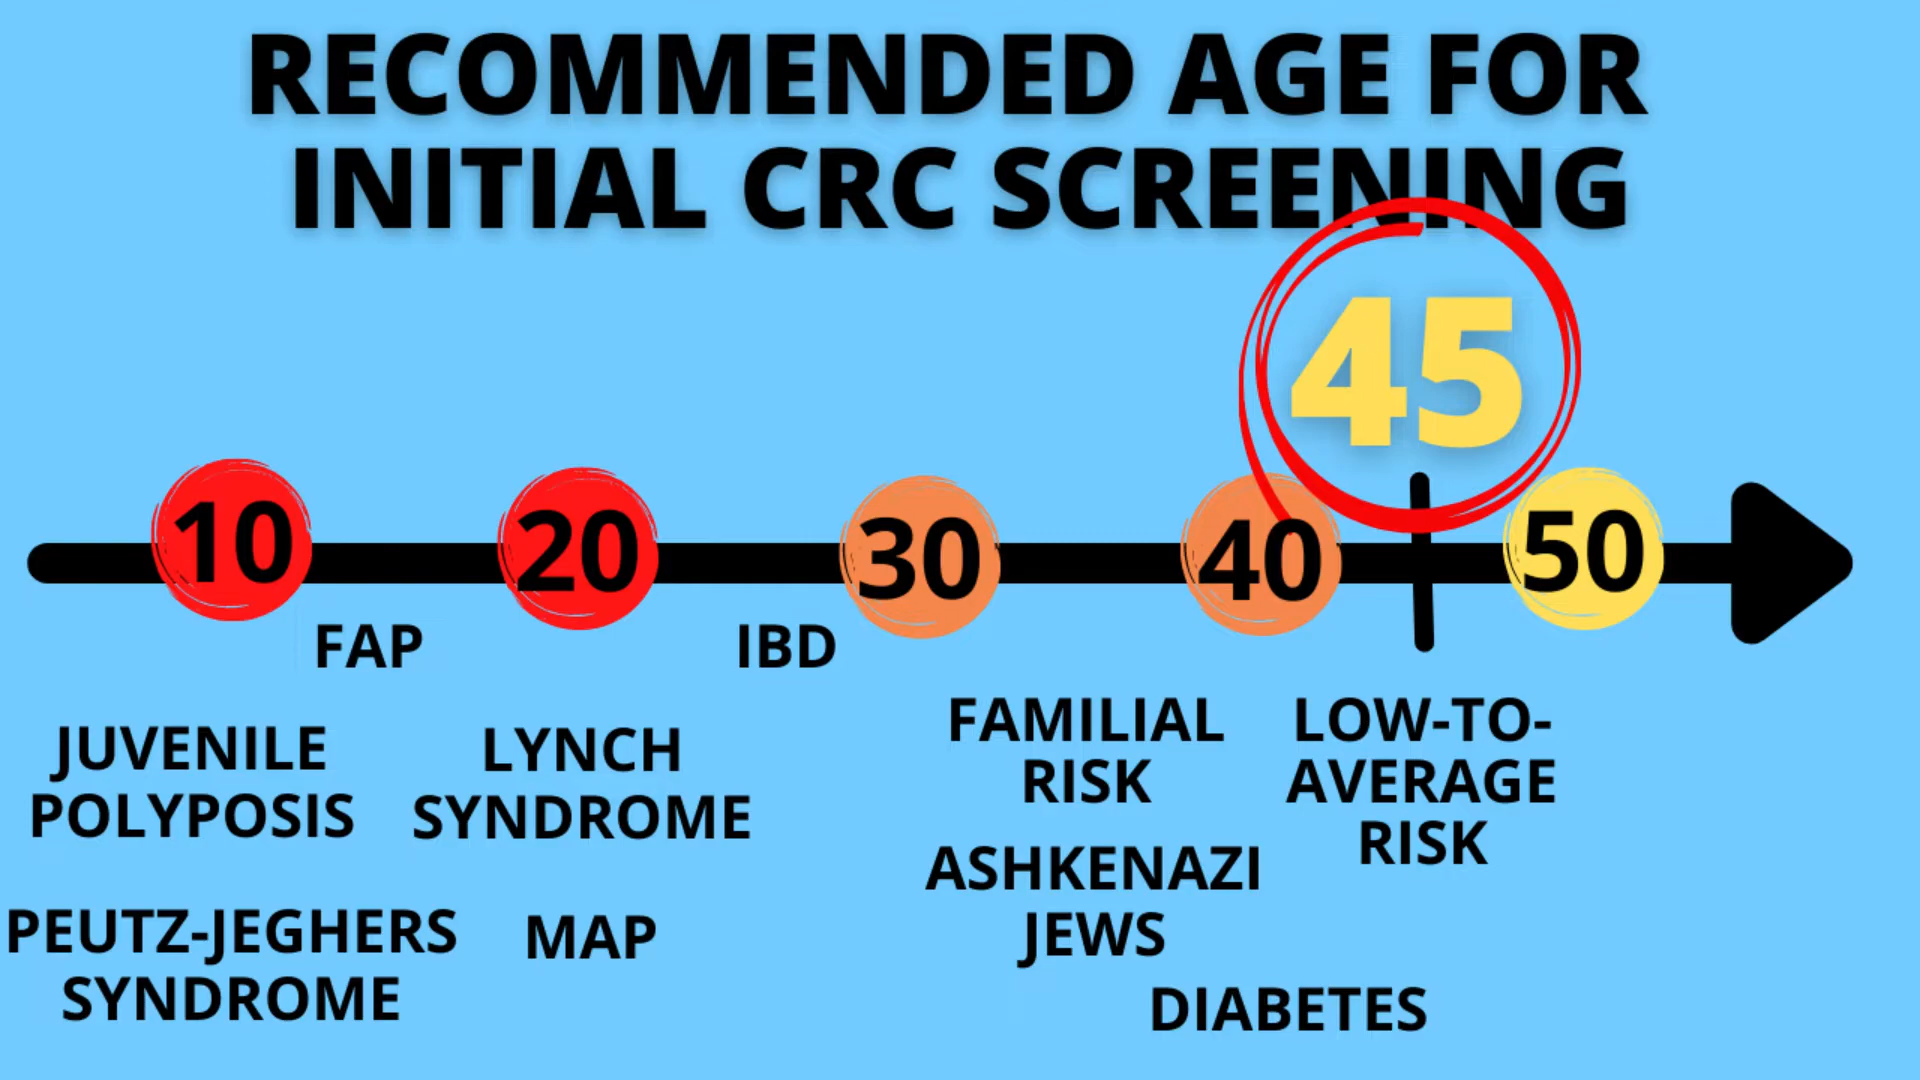 RECOMMENDED AGE FOR
INITIAL CRC SCREENING
45
10
20
30
40
50
FAP
IBD
JUVENILE
POLYPOSIS
LYNCH
SYNDROME
FAMILIAL
RISK
LOW-TO-
AVERAGE
RISK
PEUTZ-JEGHERS
SYNDROME
MAP
ASHKENAZI
JEWS
DIABETES